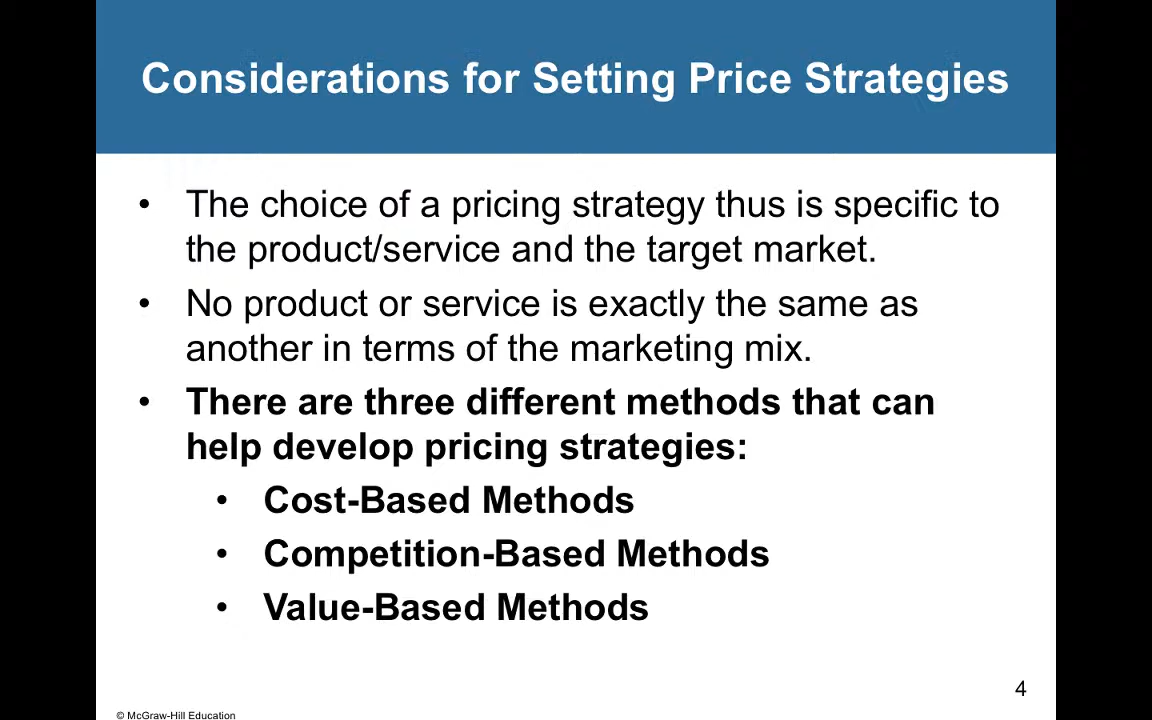 Considerations for Setting Price Strategies
• The choice of a pricing strategy thus is specific to
the product/service and the target market.
• No product or service is exactly the same as
another in terms of the marketing mix.
• There are three different methods that can
help develop pricing strategies:
• Cost-Based Methods
• Competition-Based Methods
• Value-Based Methods
4
© McGraw-Hill Education